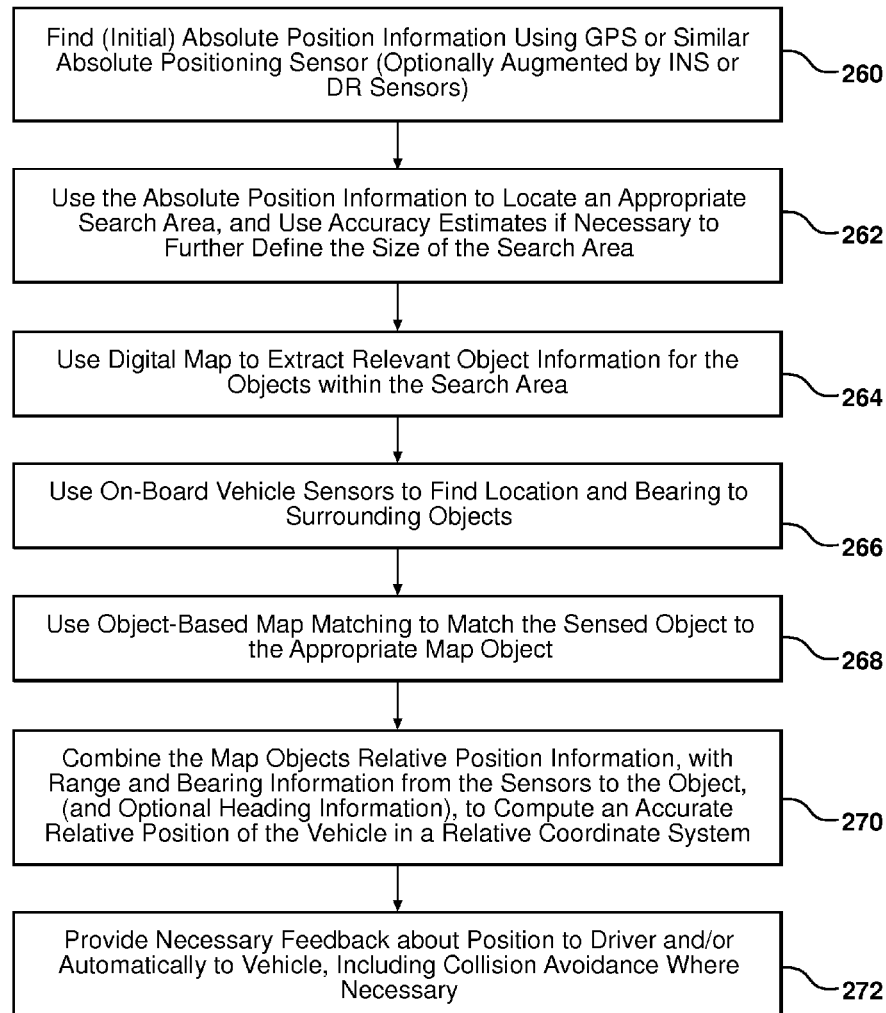 Find (Initial) Absolute Position Information Using GPS or Similar
Absolute Positioning Sensor (Optionally Augmented by INS or
DR Sensors)
260
Use the Absolute Position Information to Locate an Appropriate
Search Area, and Use Accuracy Estimates if Necessary to
Further Define the Size of the Search Area
262
Use Digital Map to Extract Relevant Object Information for the
Objects within the Search Area
264
Use On-Board Vehicle Sensors to Find Location and Bearing to
Surrounding Objects
266
Use Object-Based Map Matching to Match the Sensed Object to
the Appropriate Map Object
268
Combine the Map Objects Relative Position Information, with
Range and Bearing Information from the Sensors to the Object,
(and Optional Heading Information), to Compute an Accurate
Relative Position of the Vehicle in a Relative Coordinate System
270
Provide Necessary Feedback about Position to Driver and/or
Automatically to Vehicle, Including Collision Avoidance Where
Necessary
272